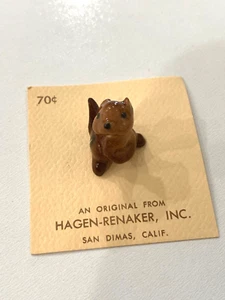 70¢
AN ORIGINAL FROM
HAGEN-RENAKER, INC.
SAN DIMAS, CALIF.